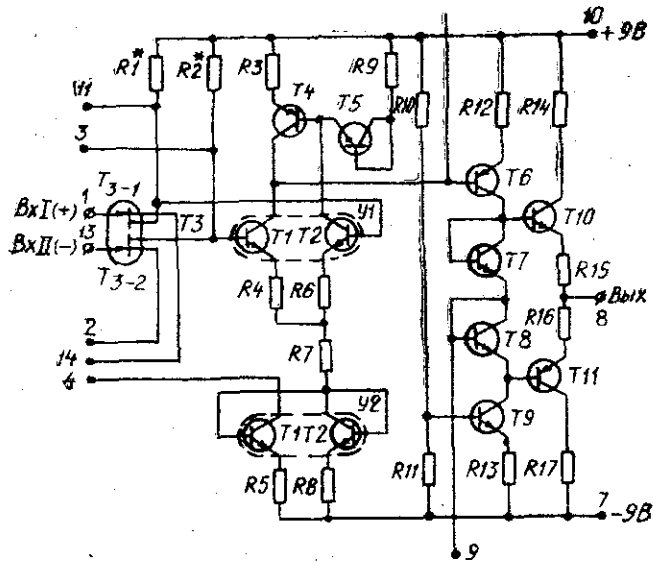 10
+9В
R1*
R2*
R3
R9
T4
T5
R10
R12
R14
11
3
T6
T3-1
У1
1
ВхI(+)
T3
T10
13
ВхII(-)
T1
T2
T7
T3-2
R15
R4
R6
Вых
8
R16
2
R7
T8
14
T11
4
У2
T9
T1
T2
R5
R8
R11
R13
R17
7
-9В
9